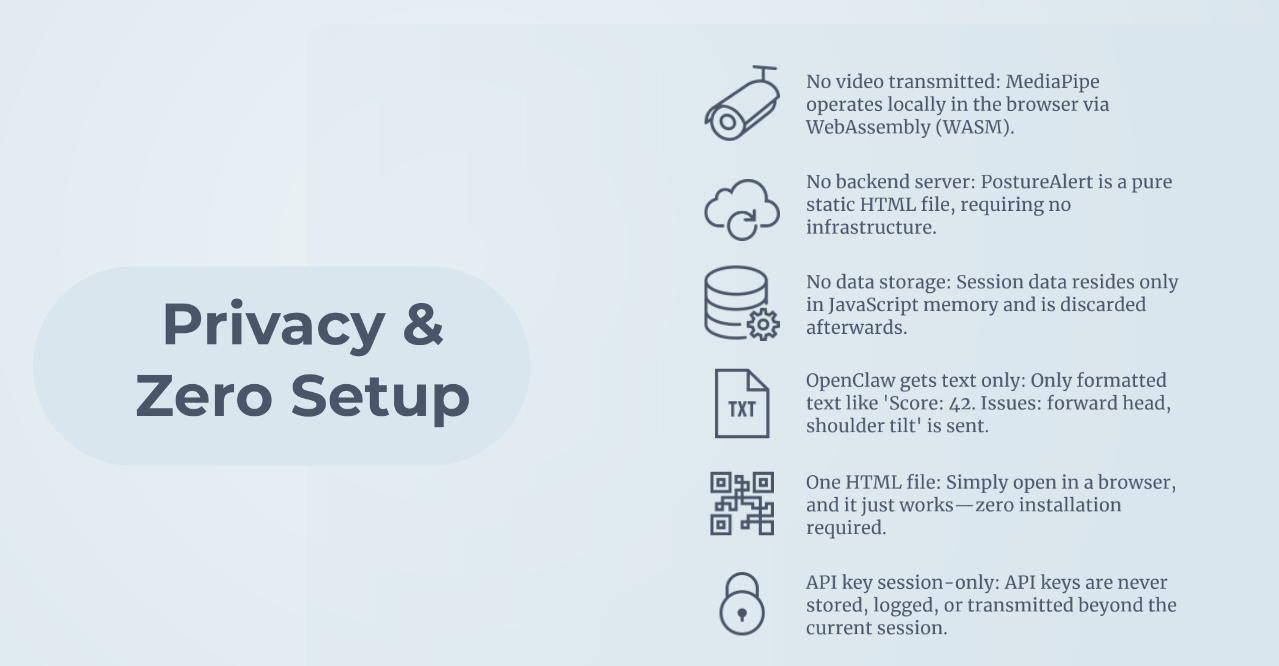 Privacy &
Zero Setup
No video transmitted: MediaPipe
operates locally in the browser via
WebAssembly (WASM).
No backend server: PostureAlert is a pure
static HTML file, requiring no
infrastructure.
No data storage: Session data resides only
in JavaScript memory and is discarded
afterwards.
TXT
OpenClaw gets text only: Only formatted
text like 'Score: 42. Issues: forward head,
shoulder tilt' is sent.
One HTML file: Simply open in a browser,
and it just works—zero installation
required.
API key session-only: API keys are never
stored, logged, or transmitted beyond the
current session.